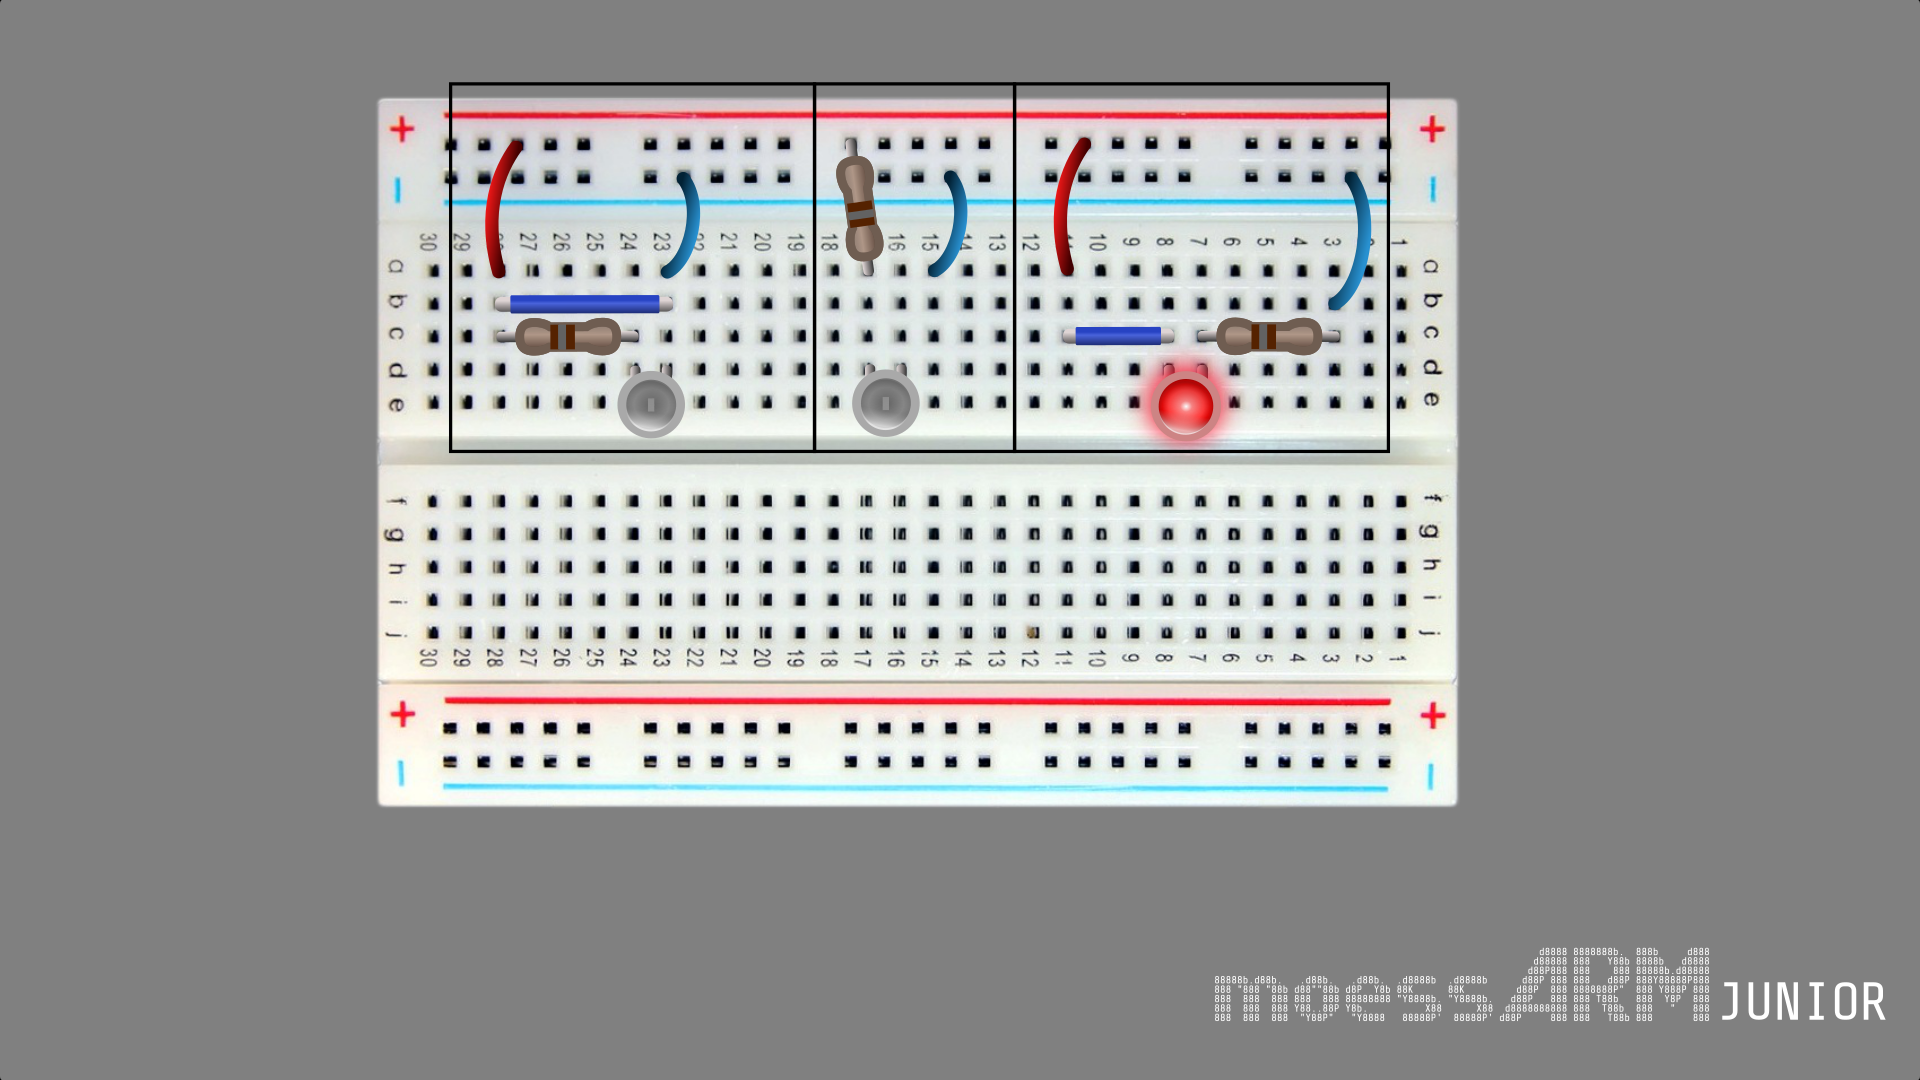 + +
− −
30 29 27 26 25 24 23 22 21 20 19 18 16 15 14 13 12 11 10 9 8 7 6 5 4 3 2 1
a a
b b
c c
d d
e e
f f
g g
h h
i i
j j
30 29 28 27 26 25 24 23 22 21 20 19 18 17 16 15 14 13 12 11 10 9 8 7 6 5 4 3 2 1
+ +
− −
moessARM JUNIOR